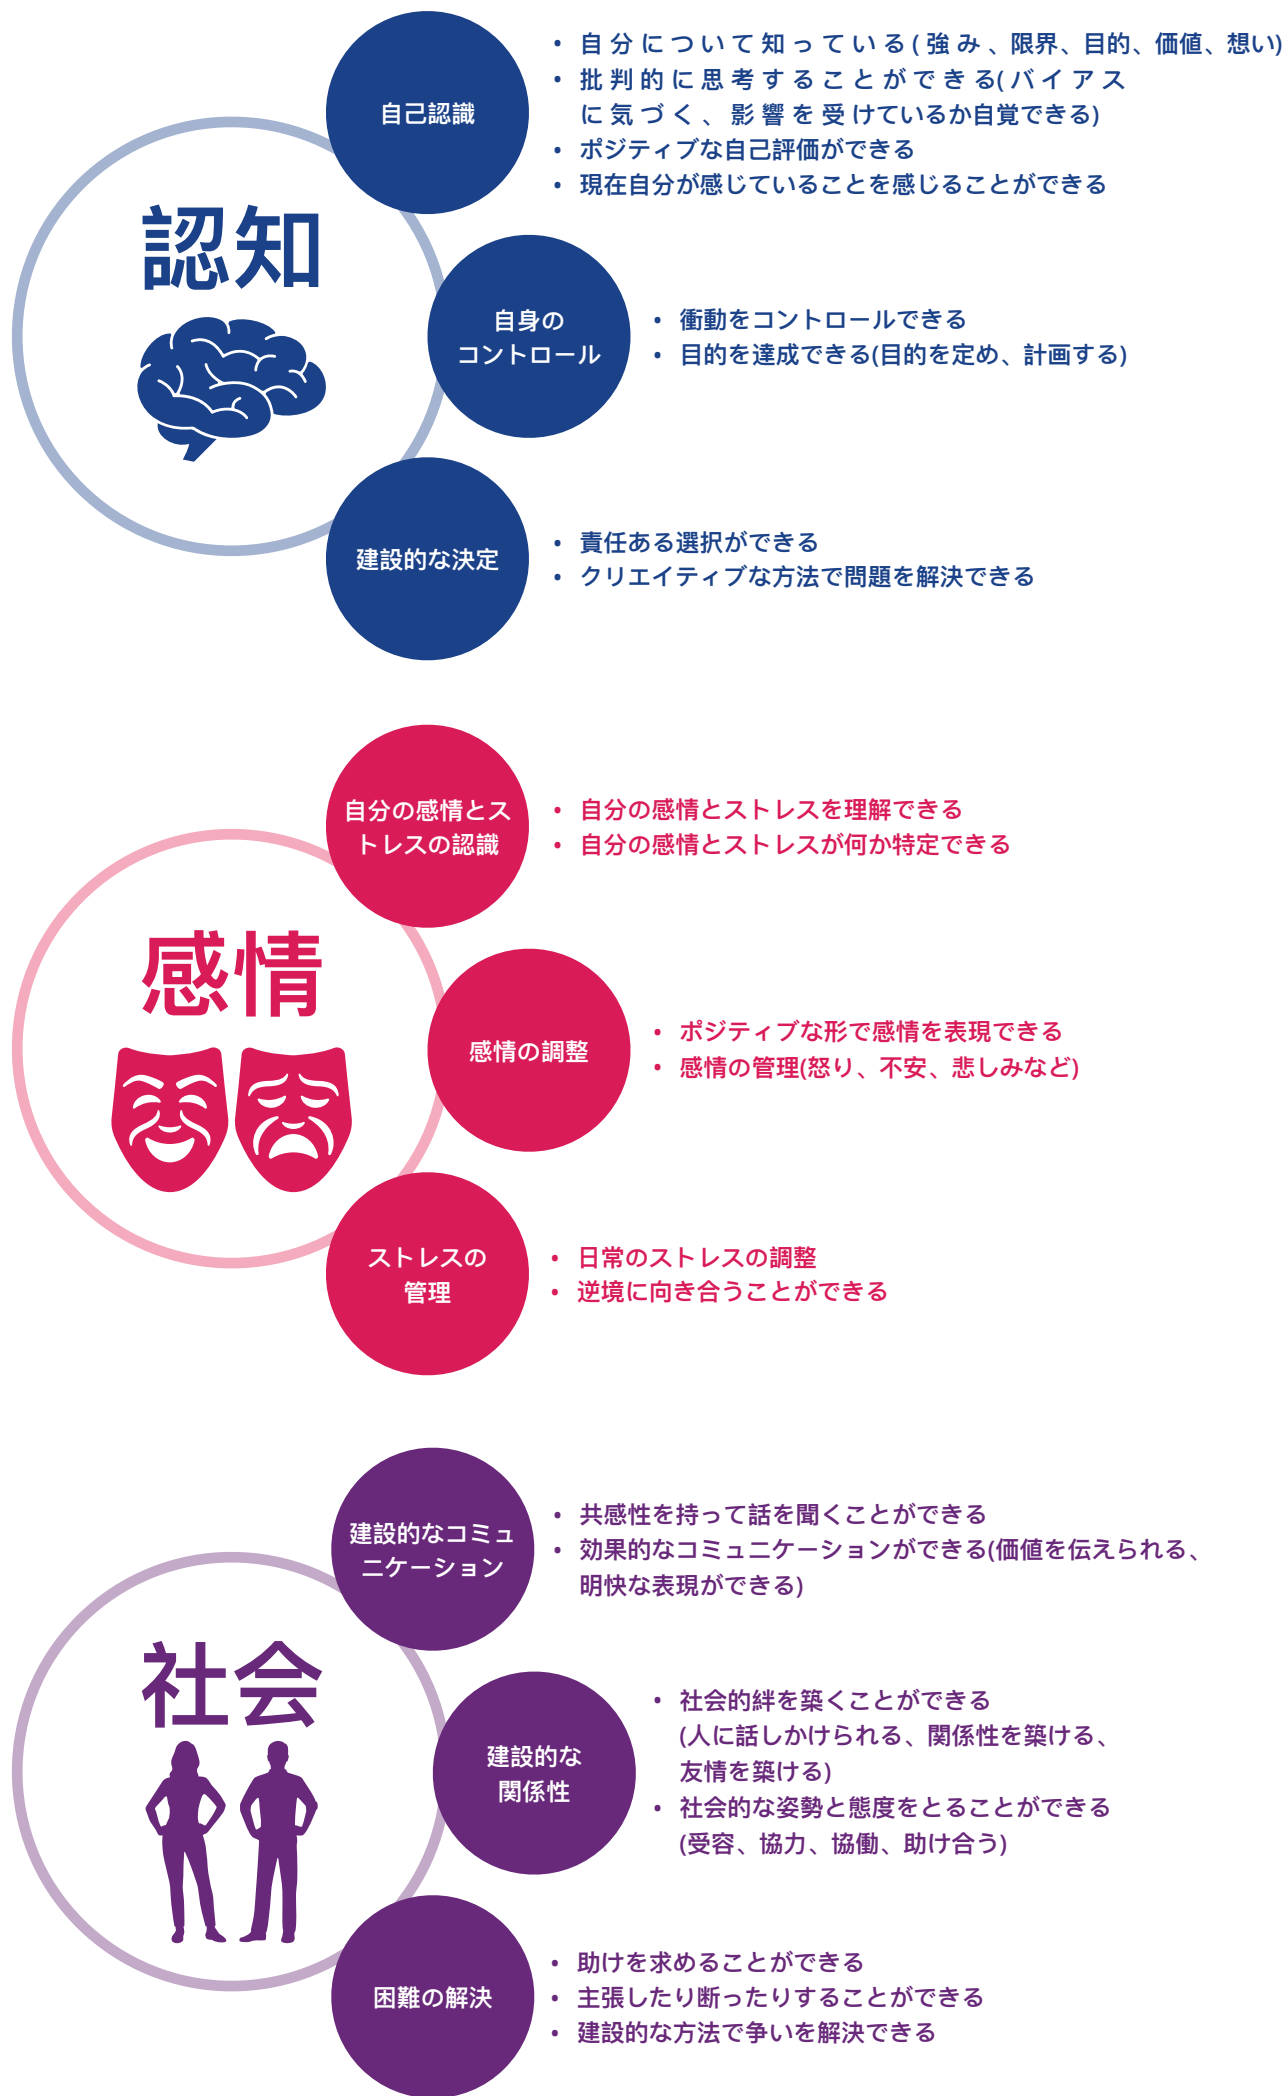 認知
自己認識
• 自分について知っている(強み、限界、目的、価値、想い)
• 批判的に思考することができる(バイアス
に気づく、影響を受けているか自覚できる)
• ポジティブな自己評価ができる
• 現在自分が感じていることを感じることができる
自身の
コントロール
• 衝動をコントロールできる
• 目的を達成できる(目的を定め、計画する)
建設的な決定
• 責任ある選択ができる
• クリエイティブな方法で問題を解決できる
感情
自分の感情とス
トレスの認識
• 自分の感情とストレスを理解できる
• 自分の感情とストレスが何か特定できる
感情の調整
• ポジティブな形で感情を表現できる
• 感情の管理(怒り、不安、悲しみなど)
ストレスの
管理
• 日常のストレスの調整
• 逆境に向き合うことができる
社会
建設的なコミュ
ニケーション
• 共感性を持って話を聞くことができる
• 効果的なコミュニケーションができる(価値を伝えられる、
明快な表現ができる)
建設的な
関係性
• 社会的絆を築くことができる
(人に話しかけられる、関係性を築ける、
友情を築ける)
• 社会的な姿勢と態度をとることができる
(受容、協力、協働、助け合う)
困難の解決
• 助けを求めることができる
• 主張したり断ったりすることができる
• 建設的な方法で争いを解決できる